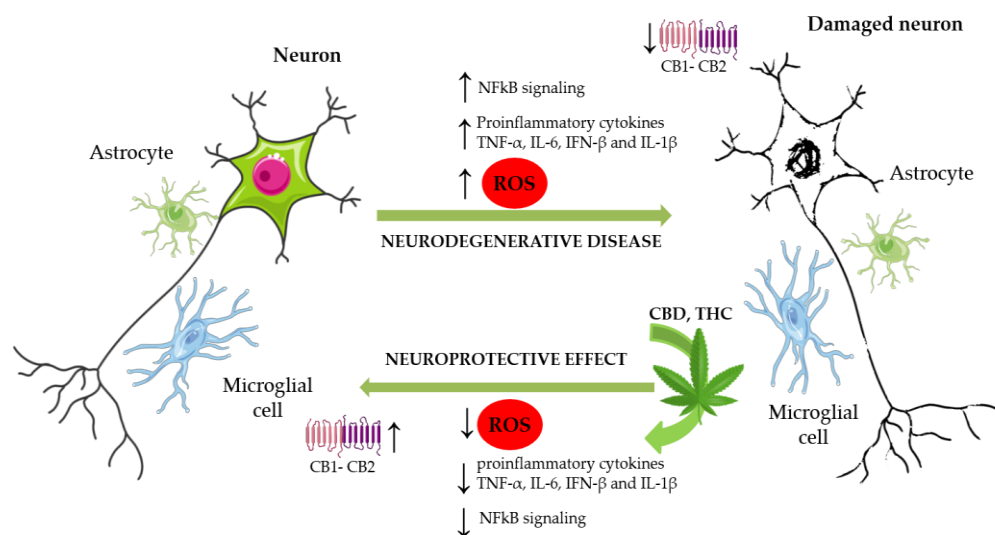 Damaged neuron
CB1- CB2
Neuron
NFkB signaling
Proinflammatory cytokines
TNF-α, IL-6, IFN-β and IL-1β
Astrocyte
Astrocyte
ROS
NEURODEGENERATIVE DISEASE
CBD, THC
NEUROPROTECTIVE EFFECT
Microglial
cell
Microglial
cell
ROS
CB1- CB2
proinflammatory cytokines
TNF-α, IL-6, IFN-β and IL-1β
NFkB signaling